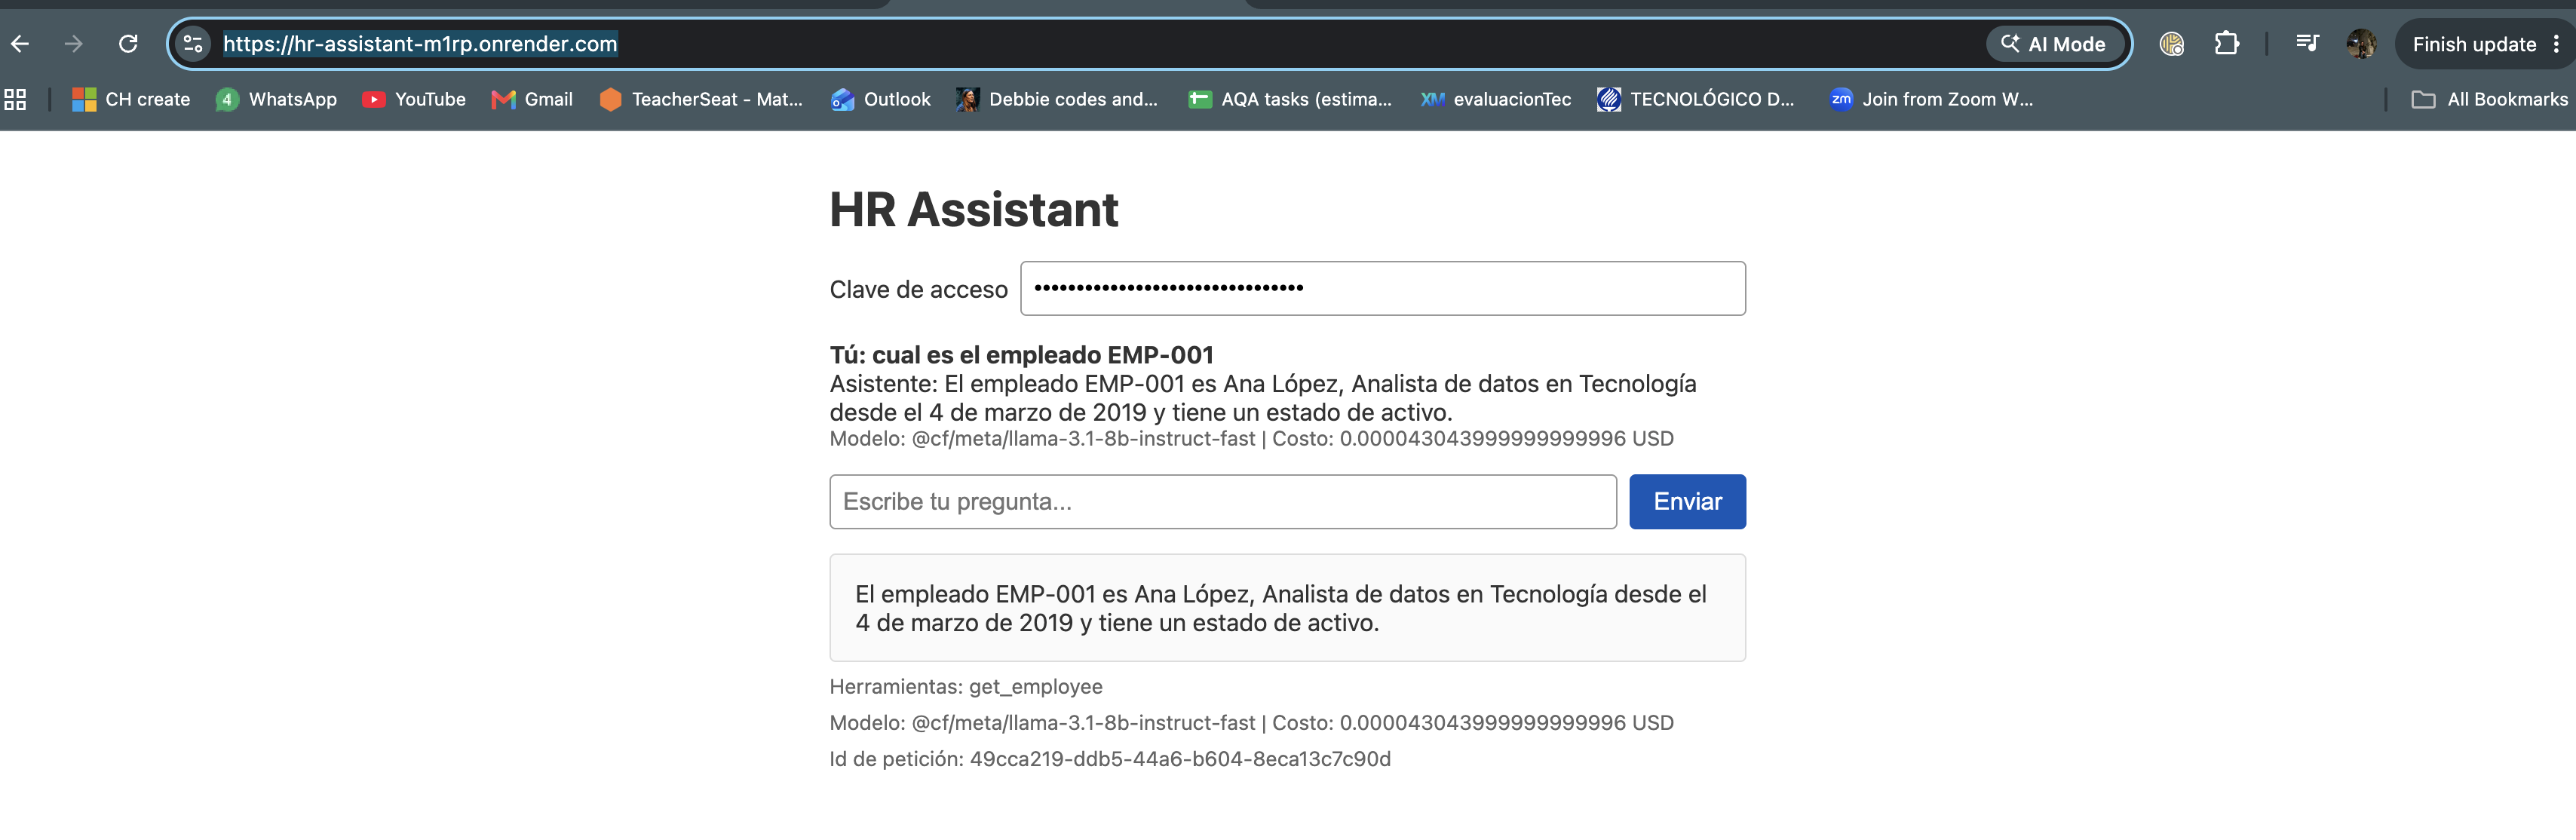 https://hr-assistant-m1rp.onrender.com
AI Mode
Finish update
CH create
4
WhatsApp
YouTube
Gmail
TeacherSeat - Mat...
Outlook
Debbie codes and...
AQA tasks (estima...
XM evaluacionTec
TECNOLÓGICO D...
zm Join from Zoom W...
All Bookmarks
HR Assistant
Clave de acceso ••••••••••••••••••••••••••••••••
Tú: cual es el empleado EMP-001
Asistente: El empleado EMP-001 es Ana López, Analista de datos en Tecnología
desde el 4 de marzo de 2019 y tiene un estado de activo.
Modelo: @cf/meta/llama-3.1-8b-instruct-fast | Costo: 0.000043043999999999996 USD
Escribe tu pregunta...
Enviar
El empleado EMP-001 es Ana López, Analista de datos en Tecnología desde el
4 de marzo de 2019 y tiene un estado de activo.
Herramientas: get_employee
Modelo: @cf/meta/llama-3.1-8b-instruct-fast | Costo: 0.000043043999999999996 USD
Id de petición: 49cca219-ddb5-44a6-b604-8eca13c7c90d